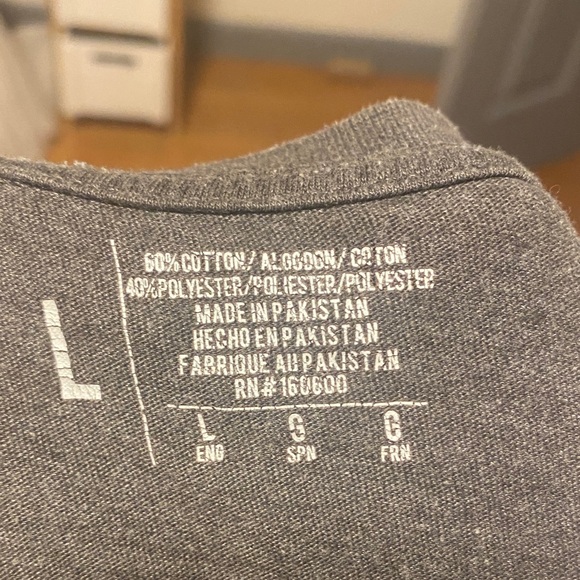 L
60% COTTON/ ALGODON/ COTON
40%POLYESTER/POLIESTER/POLYESTER
MADE IN PAKISTAN
HECHO EN PAKISTAN
FABRIQUE AU PAKISTAN
RN# 160600
L G G
ENG SPN FRN